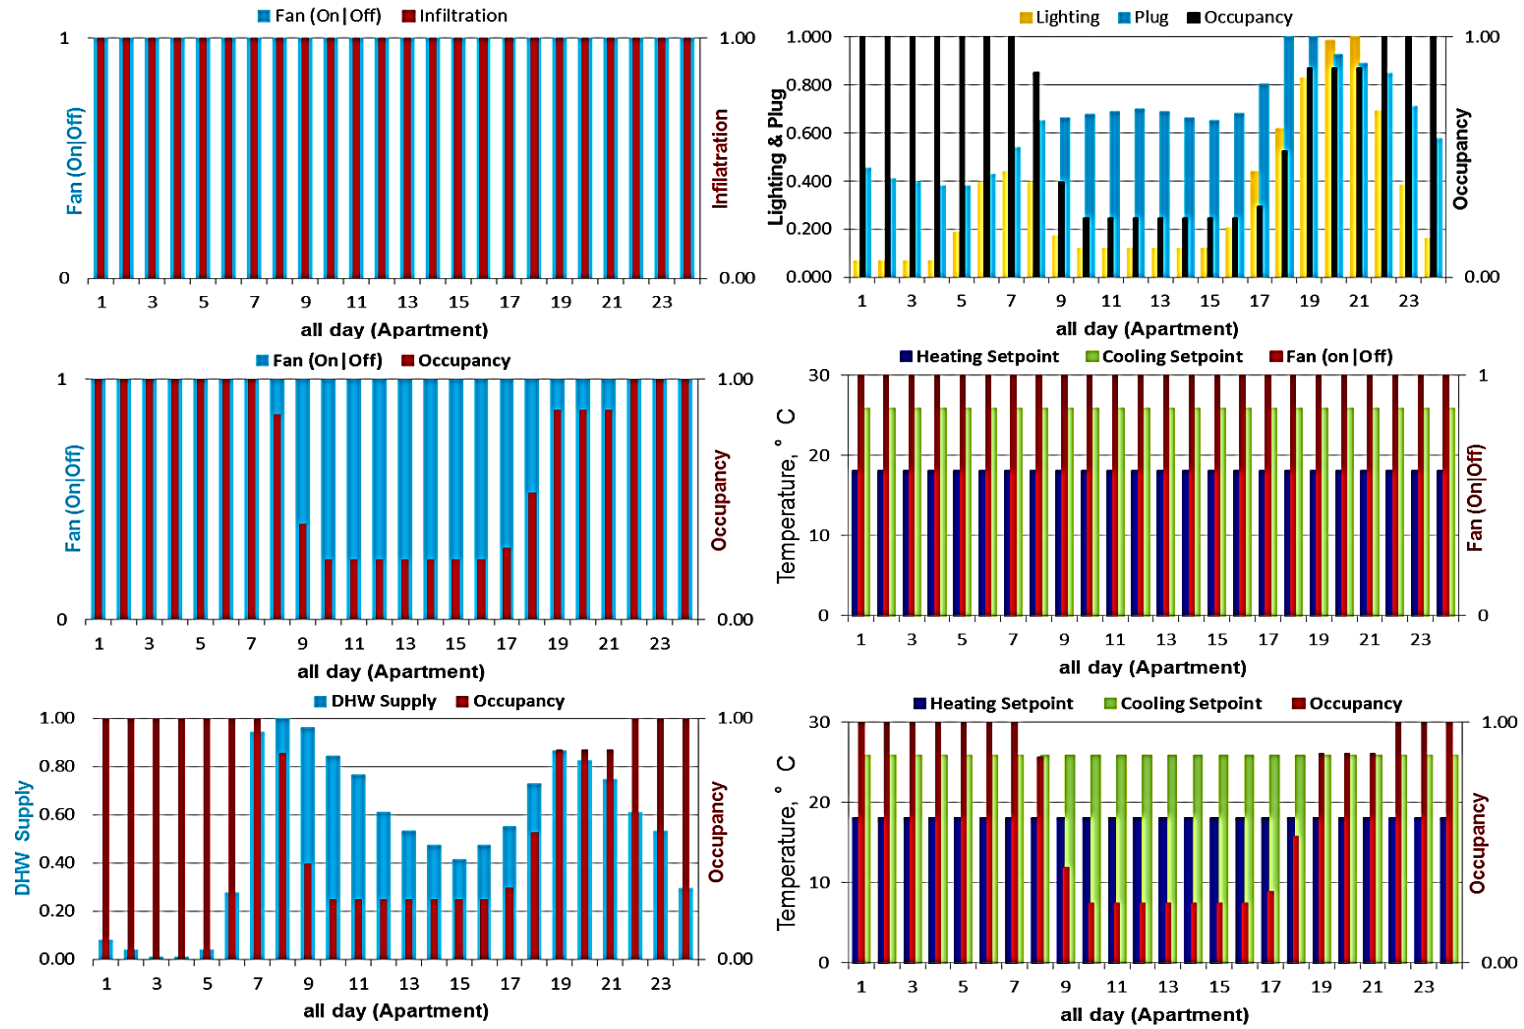 Fan (On|Off) Infiltration
1 1.00
Fan (On|Off)
Infilatration
0 0.00
1 3 5 7 9 11 13 15 17 19 21 23
all day (Apartment)
Lighting Plug Occupancy
1.000 1.00
0.800
0.600
0.400
0.200
0.000 0.00
Lighting & Plug
Occupancy
1 3 5 7 9 11 13 15 17 19 21 23
all day (Apartment)
Fan (On|Off) Occupancy
1 1.00
Fan (On|Off)
Occupancy
0 0.00
1 3 5 7 9 11 13 15 17 19 21 23
all day (Apartment)
Heating Setpoint Cooling Setpoint Fan (on|Off)
30 1
20
10
0 0
Temperature, ° C
Fan (On|Off)
1 3 5 7 9 11 13 15 17 19 21 23
all day (Apartment)
DHW Supply Occupancy
1.00 1.00
0.80
0.60
0.40
0.20
0.00 0.00
DHW Supply
Occupancy
1 3 5 7 9 11 13 15 17 19 21 23
all day (Apartment)
Heating Setpoint Cooling Setpoint Occupancy
30 1.00
20
10
0 0.00
Temperature, ° C
Occupancy
1 3 5 7 9 11 13 15 17 19 21 23
all day (Apartment)